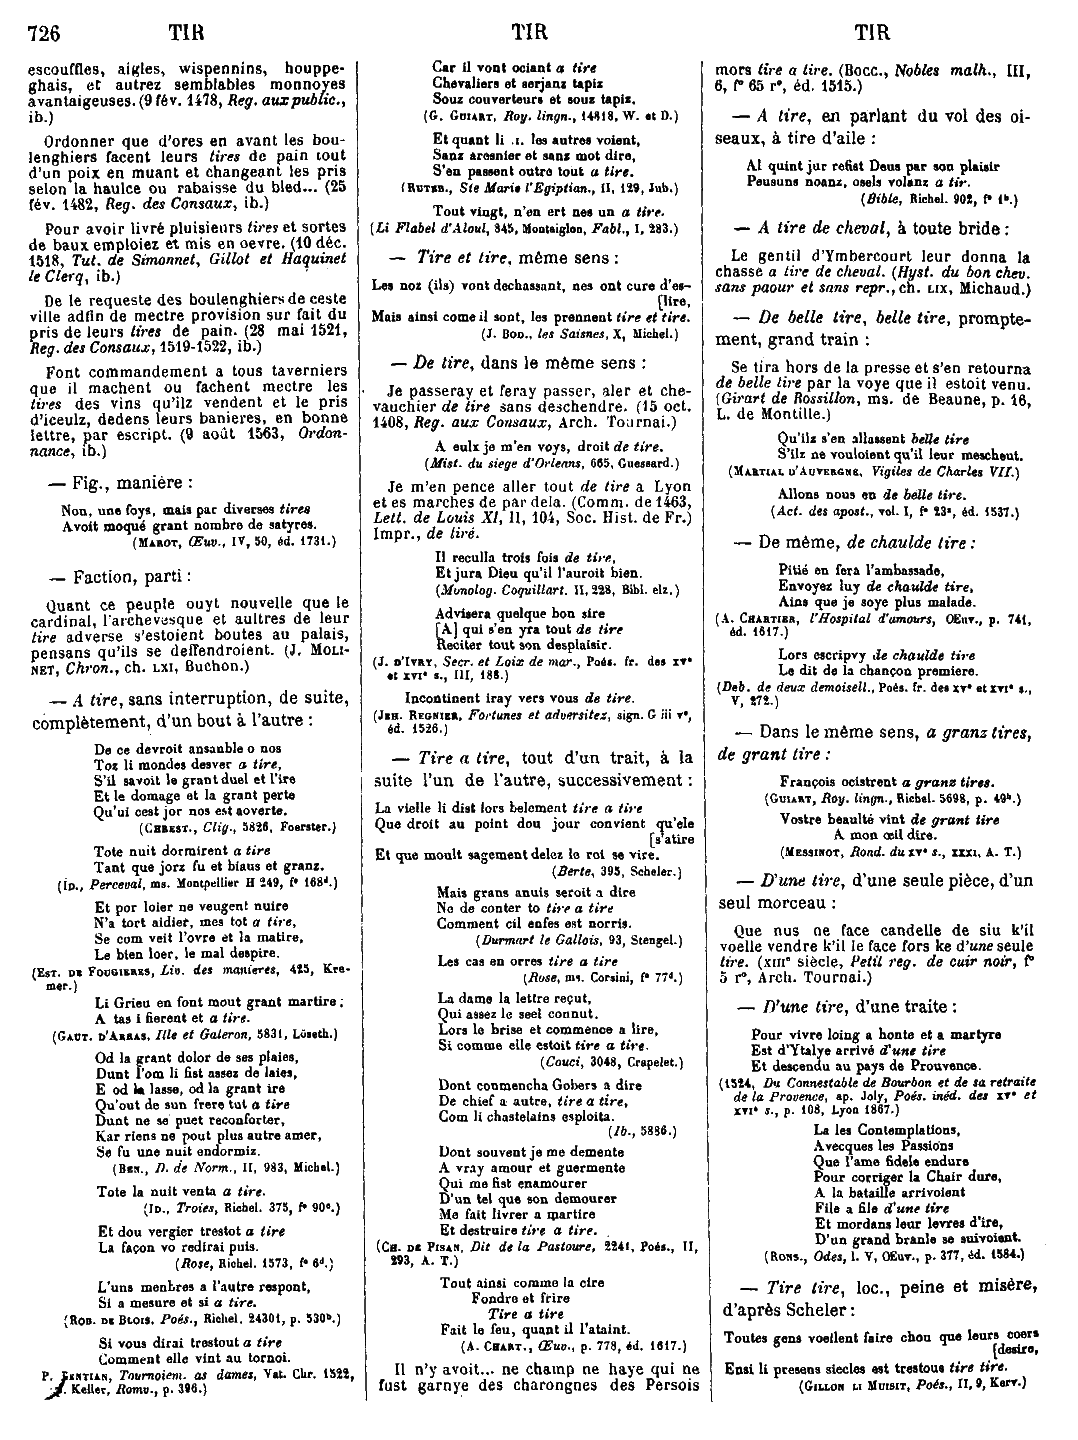 726 TIR TIR TIR
escouffles, aigles, wispennins, houppe-
ghais, et autrez semblables monnoyes
avantaigeuses. (9 fév. 1478, Reg. aux public.,
ib.)
Ordonner que d'ores en avant les bou-
lenghiers facent leurs tires de pain tout
d'un poix en muant et changeant les pris
selon la haulce ou rabaisse du bled... (25
fév. 1482, Reg. des Consaux, ib.)
Pour avoir livré pluisieurs tires et sortes
de baux emploiez et mis en oevre. (10 déc.
1518, Tut. de Simonnet, Gillot et Haquinet
le Clerq, ib.)
De le requeste des boulenghiers de ceste
ville adfin de mectre provision sur fait du
pris de leurs tires de pain. (28 mai 1521,
Reg. des Consaux, 1519-1522, ib.)
Font commandement a tous taverniers
que il machent ou fachent mectre les
tires des vins qu'ilz vendent et le pris
d'iceulz, dedens leurs banieres, en bonne
lettre, par escript. (9 août 1563, Ordon-
nance, ib.)
— Fig., manière :
Non, une foys, mais par diverses tires
Avoit moqué grant nombre de satyres.
(MAROT, Œuv., IV, 50, éd. 1731.)
— Faction, parti :
Quant ce peuple ouyt nouvelle que le
cardinal, l'archevesque et aultres de leur
tire adverse s'estoient boutes au palais,
pensans qu'ils se deffendroient. (J. MOLI-
NET, Chron., ch. LXI, Buchon.)
— A tire, sans interruption, de suite,
complètement, d'un bout à l'autre :
De ce devroit ansanble o nos
Toz li mondes desver a tire,
S'il savoit le grant duel et l'ire
Et le domage et la grant perte
Qu'ui cest jor nos est aoverte.
(CHREST., Clig., 5826, Foerster.)
Tote nuit dormirent a tire
Tant que jorz fu et biaus et granz.
(ID., Perceval, ms. Montpellier H 249, f° 168d.)
Et por loier ne veugent nuire
N'a tort aidier, mes tot a tire,
Se com veit l'ovre et la matire,
Le bien loer, le mal despire.
(EST. DE FOUGIERES, Liv. des manieres, 425, Kre-
mer.)
Li Grieu en font mout grant martire ;
A tas i fierent et a tire.
(GAUT. D'ARRAS, Ille et Galeron, 5831, Löseth.)
Od la grant dolor de ses plaies,
Dunt l'om li fist assez de laies,
E od la lasse, od la grant ire
Qu'out de sun frere tut a tire
Dunt ne se puet reconforter,
Kar riens ne pout plus autre amer,
Se fu une nuit endormiz.
(BEN., D. de Norm., II, 983, Michel.)
Tote la nuit venta a tire.
(ID., Troies, Richel. 375, f° 90e.)
Et dou vergier trestot a tire
La façon vo redirai puis.
(Rose, Richel. 1573, f° 6d.)
L'uns menbres a l'autre respont,
Si a mesure et si a tire.
(ROB. DE BLOIS, Poés., Richel. 24301, p. 530b.)
Si vous dirai trestout a tire
Comment elle vint au tornoi.
P. GENTIAN, Tournoiem. as dames, Vat. Chr. 1522,
Keller, Romv., p. 396.)
Car il vont ociant a tire
Chevaliers et serjanz tapiz
Souz couverteurs et souz tapiz.
(G. GUIART, Roy. lingn., 14818, W. et D.)
Et quant li .I. les autres voient,
Sanz aresnier et sanz mot dire,
S'en passent outre tout a tire.
(RUTEB., Ste Marie l'Egiptian., II, 129, Jub.)
Tout vingt, n'en ert nes un a tire.
(Li Flabel d'Aloul, 845, Montaiglon, Fabl., I, 283.)
— Tire et tire, même sens :
Les noz (ils) vont dechassant, nes ont cure d'es-
[lire,
Mais ainsi come il sont, les prennent tire et tire.
(J. BOD., les Saisnes, X, Michel.)
— De tire, dans le même sens :
Je passeray et feray passer, aler et che-
vauchier de tire sans deschendre. (15 oct.
1408, Reg. aux Consaux, Arch. Tournai.)
A eulx je m'en voys, droit de tire.
(Mist. du siege d'Orleans, 665, Guessard.)
Je m'en pence aller tout de tire a Lyon
et es marches de par dela. (Comm. de 1463,
Lett. de Louis XI, II, 104, Soc. Hist. de Fr.)
Impr., de tiré.
Il reculla trois fois de tire,
Et jura Dieu qu'il l'auroit bien.
(Monolog. Coquillart. II, 228, Bibl. elz.)
Advisera quelque bon sire
[A] qui s'en yra tout de tire
Reciter tout son desplaisir.
(J. D'IVRY, Secr. et Loix de mar., Poés. fr. des XVe
et XVIe s., III, 188.)
Incontinent iray vers vous de tire.
(JEH. REGNIER, Fortunes et adversitez, sign. G iii v°,
éd. 1526.)
— Tire a tire, tout d'un trait, à la
suite l'un de l'autre, successivement :
La vielle li dist lors belement tire a tire
Que droit au point dou jour convient qu'ele
[s'atire
Et que moult sagement delez le roi se vire.
(Berte, 395, Scheler.)
Mais grans anuis seroit a dire
No de conter to tire a tire
Comment cil enfes est norris.
(Durmart le Gallois, 93, Stengel.)
Les cas en orres tire a tire
(Rose, ms. Corsini, f° 77d.)
La dame la lettre reçut,
Qui assez le seel connut.
Lors le brise et commence a lire,
Si comme elle estoit tire a tire.
(Couci, 3048, Crapelet.)
Dont conmencha Gobers a dire
De chief a autre, tire a tire,
Com li chastelains esploita.
(Ib., 5886.)
Dont souvent je me demente
A vray amour et guermente
Qui me fist enamourer
D'un tel que son demourer
Me fait livrer a martire
Et destruire tire a tire.
(CH. DE PISAN, Dit de la Pastoure, 2241, Poés., II,
293, A. T.)
Tout ainsi comme la cire
Fondre et frire
Tire a tire
Fait le feu, quant il l'ataint.
(A. CHART., Œuv., p. 778, éd. 1617.)
Il n'y avoit... ne champ ne haye qui ne
fust garnye des charongnes des Persois
mors tire a tire. (BOCC., Nobles malh., III,
6, f° 65 r°, éd. 1515.)
— A tire, en parlant du vol des oi-
seaux, à tire d'aile :
Al quint jur refist Deus par son plaisir
Peusuns noanz, osels volanz a tir.
(Bible, Richel. 902, f° 1b.)
— A tire de cheval, à toute bride :
Le gentil d'Ymbercourt leur donna la
chasse a tire de cheval. (Hyst. du bon chev.
sans paour et sans repr., ch. LIX, Michaud.)
— De belle tire, belle tire, prompte-
ment, grand train :
Se tira hors de la presse et s'en retourna
de belle tire par la voye que il estoit venu.
(Girart de Rossillon, ms. de Beaune, p. 16,
L. de Montille.)
Qu'ilz s'en allassent belle tire
S'ilz ne vouloient qu'il leur mescheut.
(MARTIAL D'AUVERGNE, Vigiles de Charles VII.)
Allons nous en de belle tire.
(Act. des apost., vol. I, f° 23a, éd. 1537.)
— De même, de chaulde tire :
Pitié en fera l'ambassade,
Envoyez luy de chaulde tire,
Ains que je soye plus malade.
(A. CHARTIER, l'Hospital d'amours, Œuv., p. 741,
éd. 1617.)
Lors escripvy de chaulde tire
Le dit de la chançon premiere.
(Deb. de deux demoisell., Poés. fr. des XVe et XVIe s.,
V, 272.)
— Dans le même sens, a granz tires,
de grant tire :
François ocistrent a granz tires.
(GUIART, Roy. lingn., Richel. 5698, p. 49b.)
Vostre beaulté vint de grant tire
A mon œil dire.
(MESSINOT, Rond. du XVe s., XXXI, A. T.)
— D'une tire, d'une seule pièce, d'un
seul morceau :
Que nus ne face candelle de siu k'il
voelle vendre k'il le face fors ke d'une seule
tire. (XIIIe siècle, Petil reg. de cuir noir, f°
5 r°, Arch. Tournai.)
— D'une tire, d'une traite :
Pour vivre loing a honte et a martyre
Est d'Ytalye arrivé d'une tire
Et descendu au pays de Prouvence.
(1524, Du Connestable de Bourbon et de sa retraite
de la Provence, ap. Joly, Poés. inéd. des XVe et
XVIe s., p. 108, Lyon 1867.)
La les Contemplations,
Avecques les Passions
Que l'ame fidele endure
Pour corriger la Chair dure,
A la bataille arrivoient
File a file d'une tire
Et mordans leur levres d'ire,
D'un grand branle se suivoient.
(RONS., Odes, l. V, Œuv., p. 377, éd. 1584.)
— Tire tire, loc., peine et misère,
d'après Scheler :
Toutes gens voellent faire chou que leurs coers
[desire,
Ensi li presens siecles est trestous tire tire.
(GILLON LI MUISIT, Poés., II, 9, Kerv.)